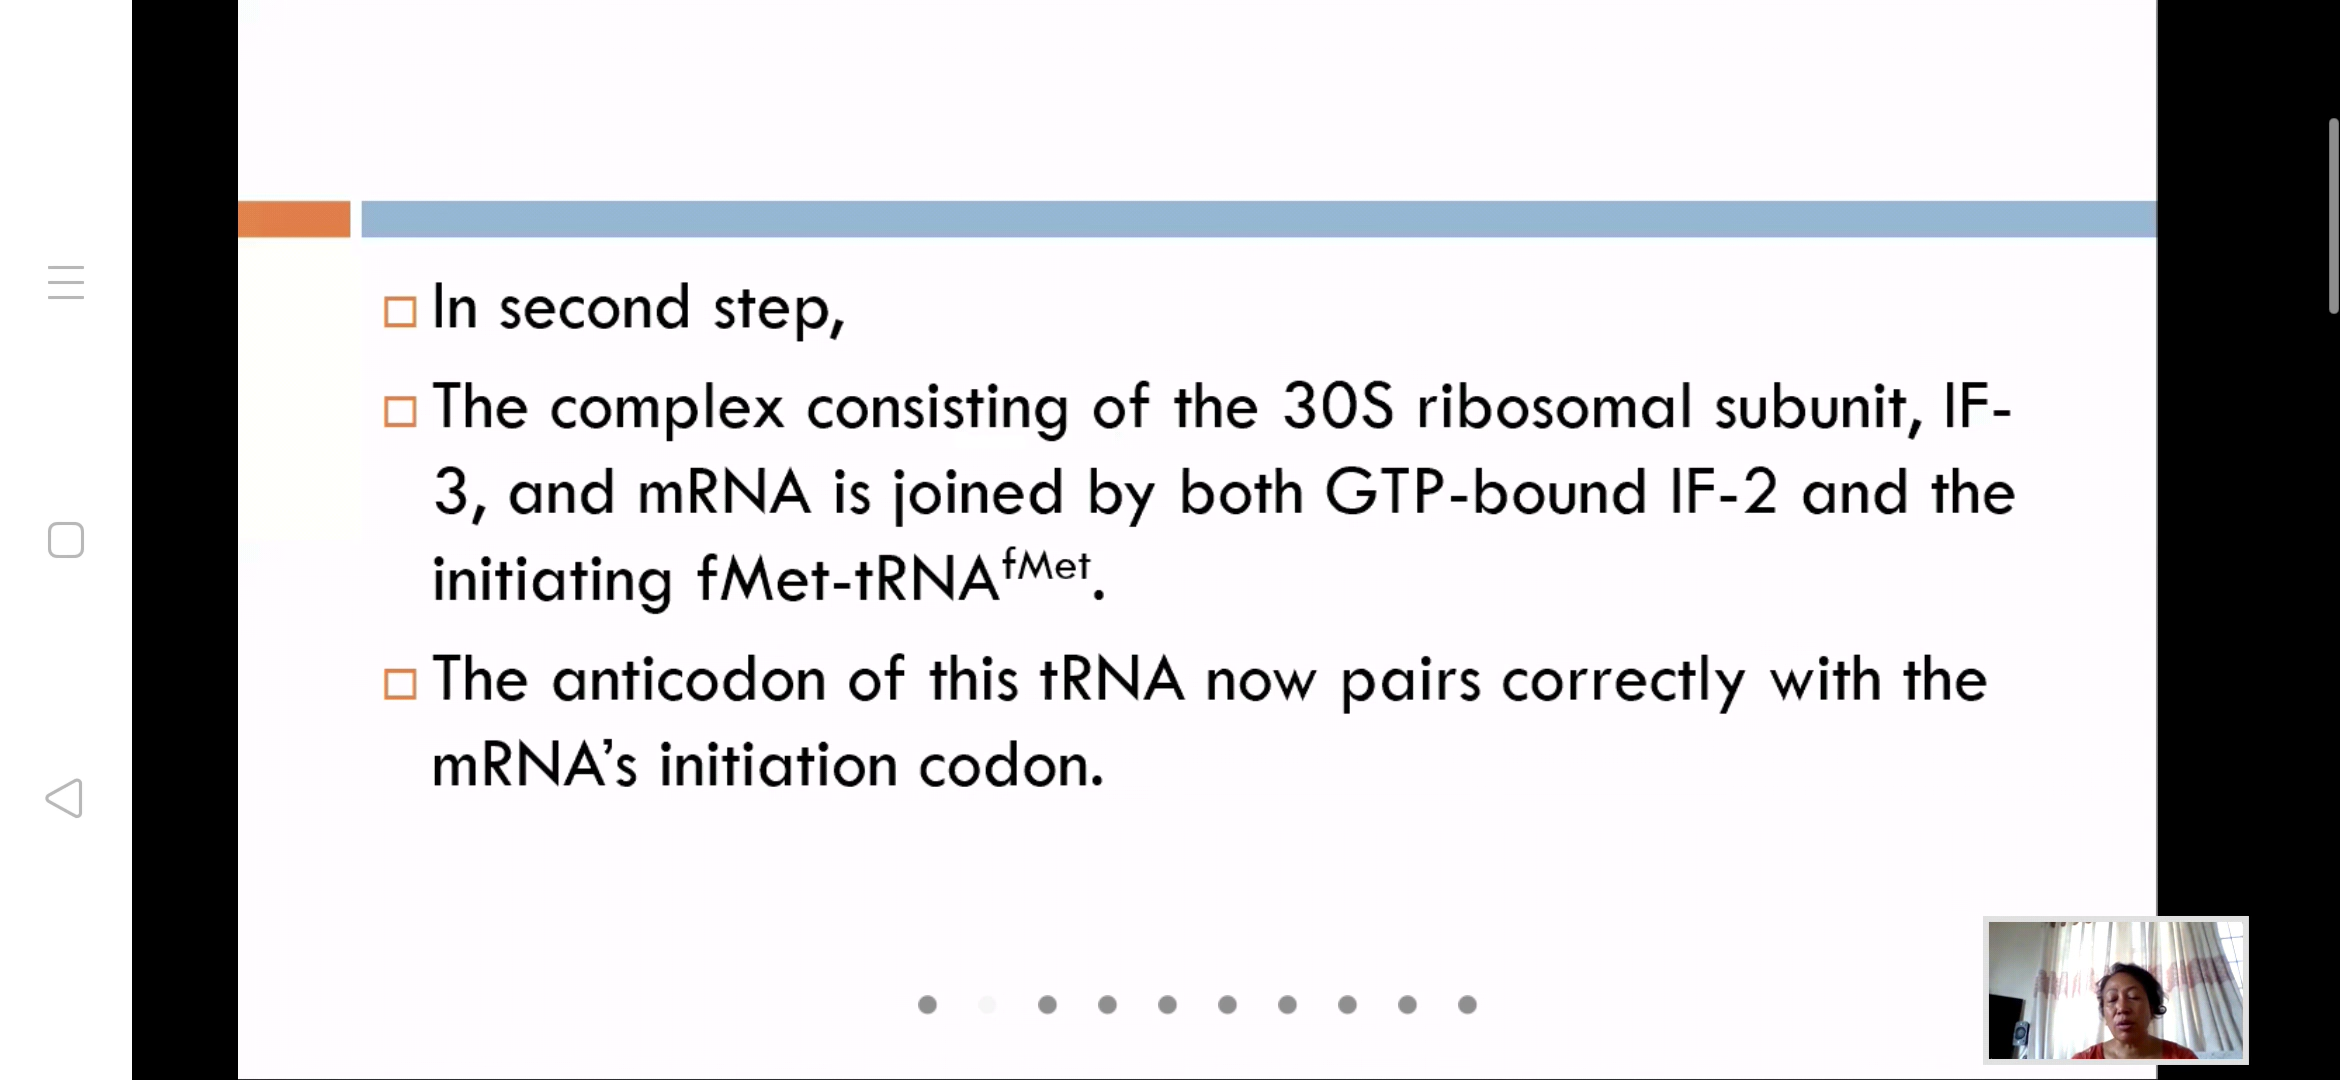 In second step,
The complex consisting of the 30S ribosomal subunit, IF-
3, and mRNA is joined by both GTP-bound IF-2 and the
initiating fMet-tRNAᶠᴹᵉᵗ.
The anticodon of this tRNA now pairs correctly with the
mRNA’s initiation codon.